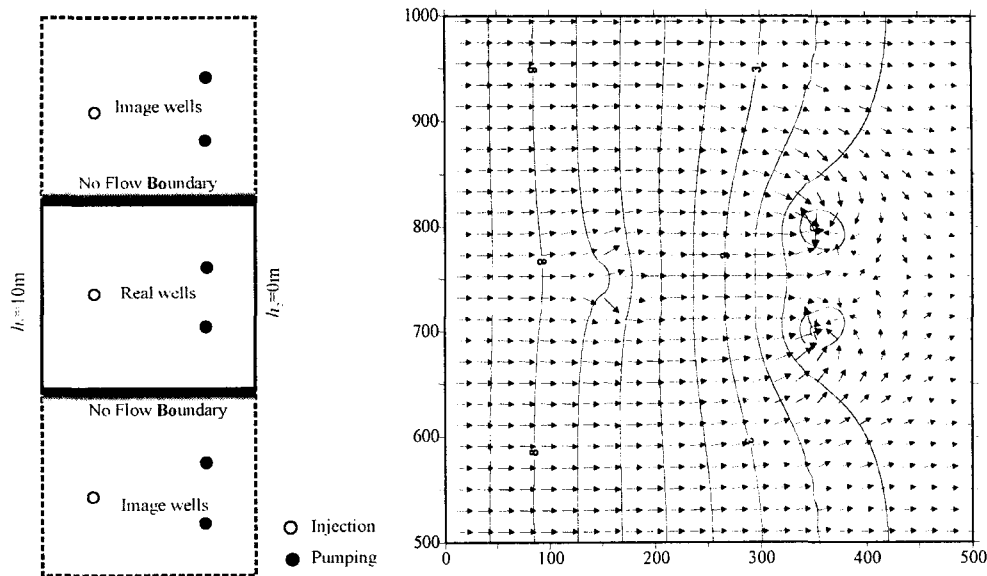 Image wells
No Flow Boundary
h₁=10m
Real wells
h₂=0m
No Flow Boundary
Image wells
Injection
Pumping
1000
900
800
700
600
500
8
3
8
8
3
0
100
200
300
400
500